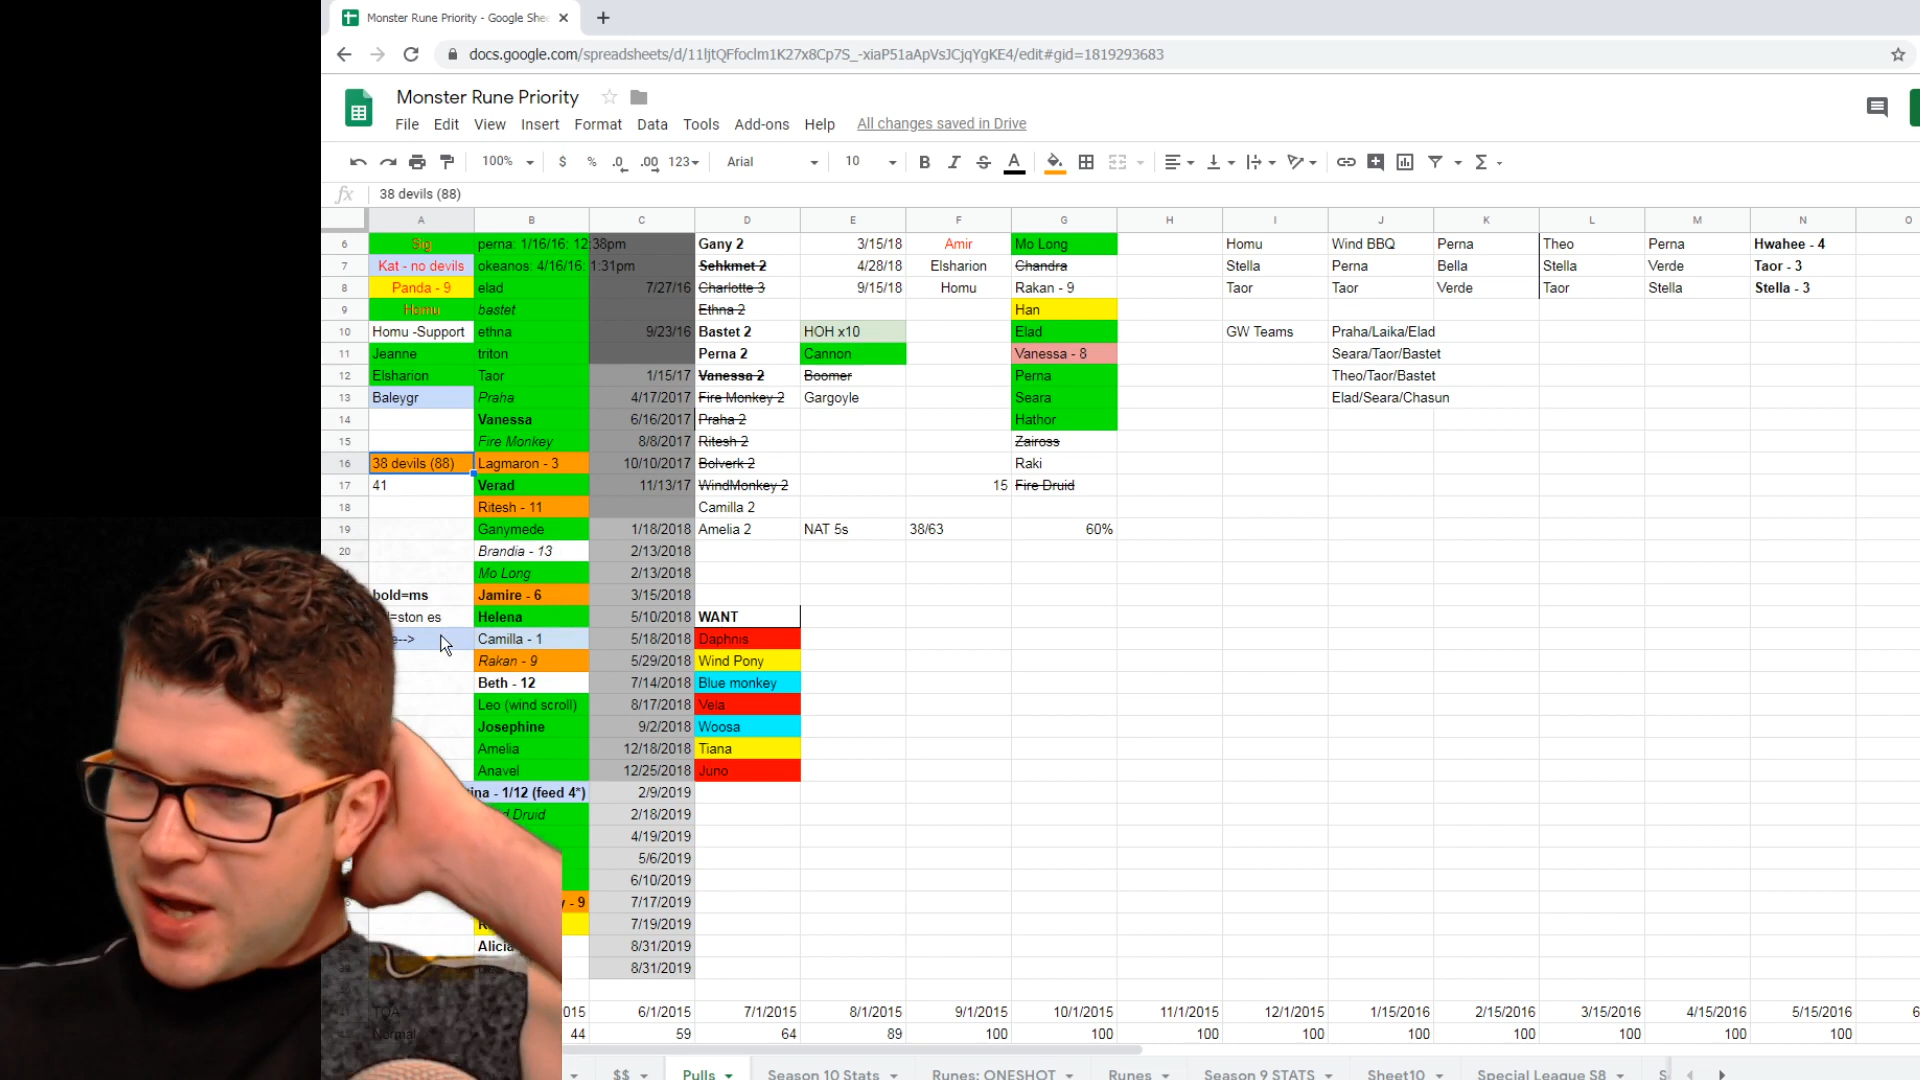 Monster Rune Priority - Google She
docs.google.com/spreadsheets/d/11ljtQFfoclm1K27x8Cp7S_-xiaP51aApVsJCjqYgKE4/edit#gid=1819293683
Monster Rune Priority
File Edit View Insert Format Data Tools Add-ons Help All changes saved in Drive
100% $ % .0 .00 123 Arial 10 B I S A Σ
fx 38 devils (88)
A B C D E F G H I J K L M N O
6 Sig perna: 1/16/16: 12:38pm Gany 2 3/15/18 Amir Mo Long Homu Wind BBQ Perna Theo Perna Hwahee - 4
7 Kat - no devils okeanos: 4/16/16: 1:31pm Sehkmet 2 4/28/18 Elsharion Chandra Stella Perna Bella Stella Verde Taor - 3
8 Panda - 9 elad 7/27/16 Charlotte 3 9/15/18 Homu Rakan - 9 Taor Taor Verde Taor Stella Stella - 3
9 Homu bastet Ethna 2 Han
10 Homu -Support ethna 9/23/16 Bastet 2 HOH x10 Elad GW Teams Praha/Laika/Elad
11 Jeanne triton Perna 2 Cannon Vanessa - 8 Seara/Taor/Bastet
12 Elsharion Taor 1/15/17 Vanessa 2 Boomer Perna Theo/Taor/Bastet
13 Baleygr Praha 4/17/2017 Fire Monkey 2 Gargoyle Seara Elad/Seara/Chasun
14 Vanessa 6/16/2017 Praha 2 Hathor
15 Fire Monkey 8/8/2017 Ritesh 2 Zaiross
16 38 devils (88) Lagmaron - 3 10/10/2017 Bolverk 2 Raki
17 41 Verad 11/13/17 WindMonkey 2 15 Fire Druid
18 Ritesh - 11 Camilla 2
19 Ganymede 1/18/2018 Amelia 2 NAT 5s 38/63 60%
20 Brandia - 13 2/13/2018
Mo Long 2/13/2018
bold=ms Jamire - 6 3/15/2018
=ston es Helena 5/10/2018 WANT
e--> Camilla - 1 5/18/2018 Daphnis
Rakan - 9 5/29/2018 Wind Pony
Beth - 12 7/14/2018 Blue monkey
Leo (wind scroll) 8/17/2018 Vela
Josephine 9/2/2018 Woosa
Amelia 12/18/2018 Tiana
Anavel 12/25/2018 Juno
ina - 1/12 (feed 4*) 2/9/2019
Druid 2/18/2019
4/19/2019
5/6/2019
6/10/2019
- 9 7/17/2019
7/19/2019
Alicia 8/31/2019
8/31/2019
TOA 015 6/1/2015 7/1/2015 8/1/2015 9/1/2015 10/1/2015 11/1/2015 12/1/2015 1/15/2016 2/15/2016 3/15/2016 4/15/2016 5/15/2016 6
Normal 44 59 64 89 100 100 100 100 100 100 100 100 100
$$ Pulls Season 10 Stats Runes: ONESHOT Runes Season 9 STATS Sheet10 Special League S8 S